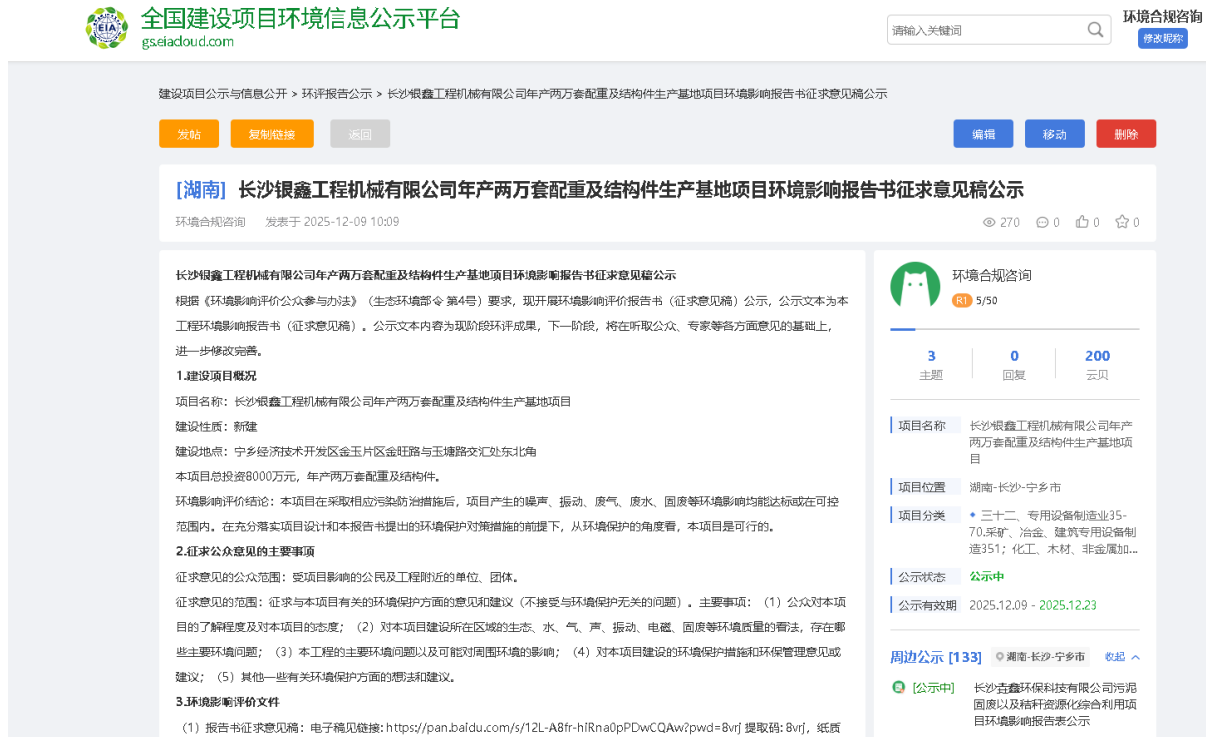 全国建设项目环境信息公示平台
gs.eiacloud.com
EIA
请输入关键词
环境合规咨询
修改昵称
建设项目公示与信息公开 > 环评报告公示 > 长沙银鑫工程机械有限公司年产两万套配重及结构件生产基地项目环境影响报告书征求意见稿公示
发帖 复制链接 返回 编辑 移动 删除
[湖南] 长沙银鑫工程机械有限公司年产两万套配重及结构件生产基地项目环境影响报告书征求意见稿公示
环境合规咨询 发表于 2025-12-09 10:09 270 0 0 0
长沙银鑫工程机械有限公司年产两万套配重及结构件生产基地项目环境影响报告书征求意见稿公示
根据《环境影响评价公众参与办法》（生态环境部令 第4号）要求，现开展环境影响评价报告书（征求意见稿）公示，公示文本为本
工程环境影响报告书（征求意见稿）。公示文本内容为现阶段环评成果，下一阶段，将在听取公众、专家等各方面意见的基础上，
进一步修改完善。
1.建设项目概况
项目名称：长沙银鑫工程机械有限公司年产两万套配重及结构件生产基地项目
建设性质：新建
建设地点：宁乡经济技术开发区金玉片区金旺路与玉塘路交汇处东北角
本项目总投资8000万元，年产两万套配重及结构件。
环境影响评价结论：本项目在采取相应污染防治措施后，项目产生的噪声、振动、废气、废水、固废等环境影响均能达标或在可控
范围内。在充分落实项目设计和本报告书提出的环境保护对策措施的前提下，从环境保护的角度看，本项目是可行的。
2.征求公众意见的主要事项
征求意见的公众范围：受项目影响的公民及工程附近的单位、团体。
征求意见的范围：征求与本项目有关的环境保护方面的意见和建议（不接受与环境保护无关的问题）。主要事项：（1）公众对本项
目的了解程度及对本项目的态度；（2）对本项目建设所在区域的生态、水、气、声、振动、电磁、固废等环境质量的看法，存在哪
些主要环境问题；（3）本工程的主要环境问题以及可能对周围环境的影响；（4）对本项目建设的环境保护措施和环保管理意见或
建议；（5）其他一些有关环境保护方面的想法和建议。
3.环境影响评价文件
（1）报告书征求意见稿：电子稿见链接: https://pan.baidu.com/s/12L-A8fr-hiRna0pPDwCQAw?pwd=8vrj 提取码: 8vrj，纸质
环境合规咨询
R1 5/50
3 0 200
主题 回复 云贝
项目名称 长沙银鑫工程机械有限公司年产
两万套配重及结构件生产基地项
目
项目位置 湖南-长沙-宁乡市
项目分类 三十二、专用设备制造业35-
70.采矿、冶金、建筑专用设备制
造351；化工、木材、非金属加...
公示状态 公示中
公示有效期 2025.12.09 - 2025.12.23
周边公示 [133] 湖南-长沙-宁乡市 收起
[公示中] 长沙垚鑫环保科技有限公司污泥
固废以及秸秆资源化综合利用项
目环境影响报告表公示